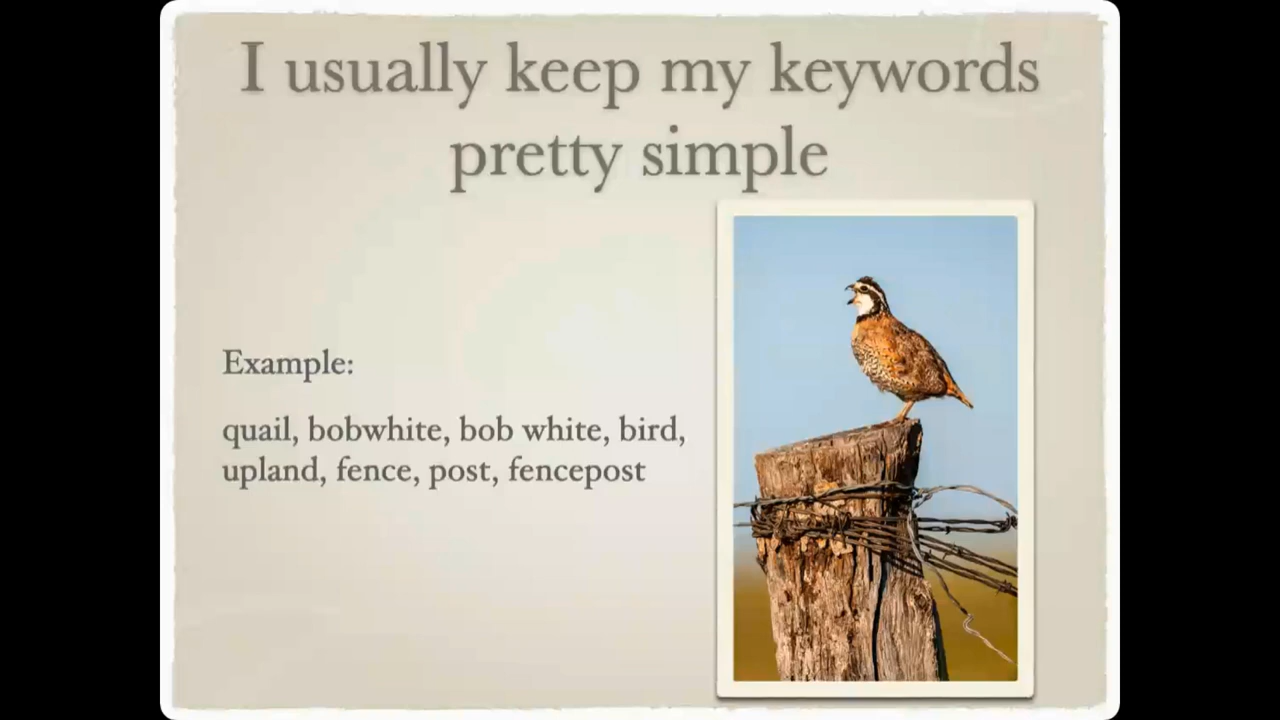 I usually keep my keywords
pretty simple
Example:
quail, bobwhite, bob white, bird,
upland, fence, post, fencepost